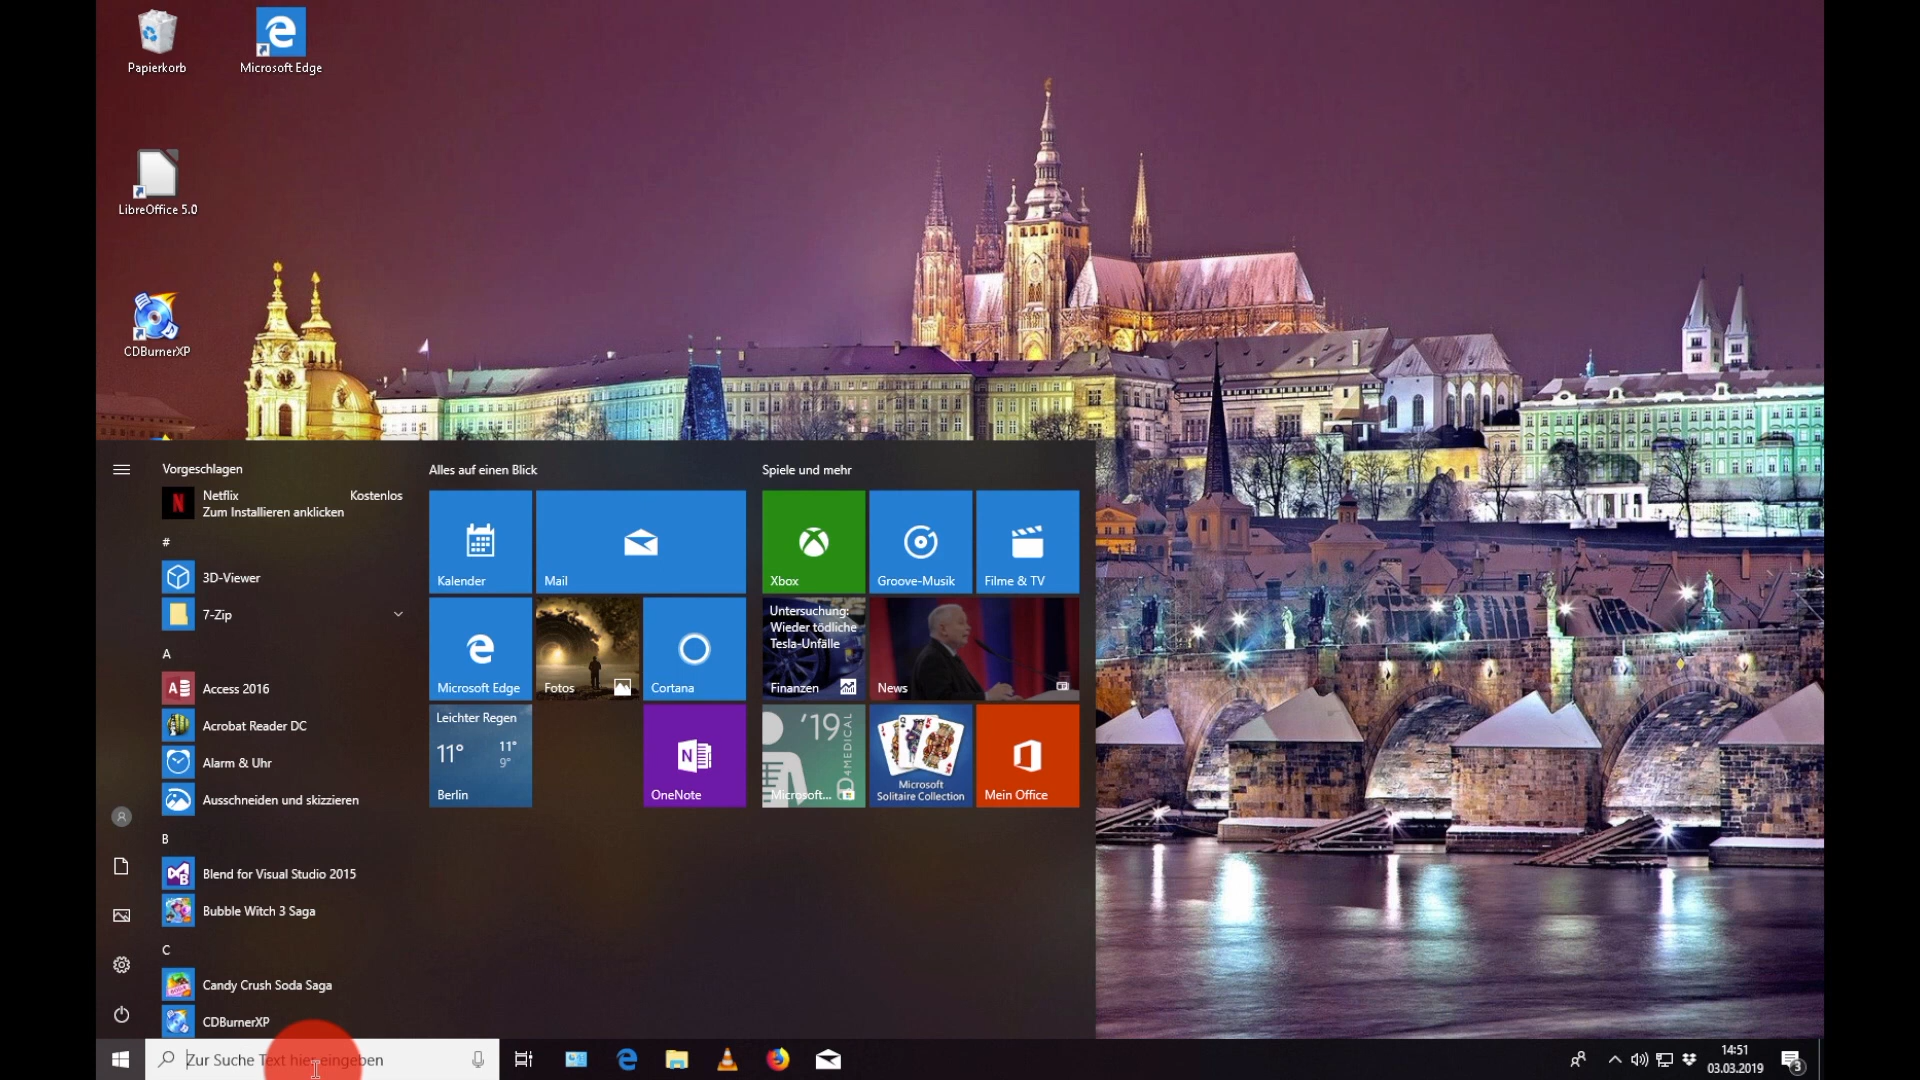 Papierkorb
Microsoft Edge
LibreOffice 5.0
CDBurnerXP
Vorgeschlagen
Netflix Kostenlos
Zum Installieren anklicken
#
3D-Viewer
7-Zip
A
Access 2016
Acrobat Reader DC
Alarm & Uhr
Ausschneiden und skizzieren
B
Blend for Visual Studio 2015
Bubble Witch 3 Saga
C
Candy Crush Soda Saga
CDBurnerXP
Alles auf einen Blick
Kalender
Mail
Microsoft Edge
Fotos
Cortana
Leichter Regen
11° 11°
9°
Berlin
OneNote
Spiele und mehr
Xbox
Groove-Musik
Filme & TV
Untersuchung:
Wieder tödliche
Tesla-Unfälle
Finanzen
News
'19
4MEDICAL
Microsoft...
Microsoft
Solitaire Collection
Mein Office
Zur Suche Text hier eingeben
14:51
03.03.2019
3